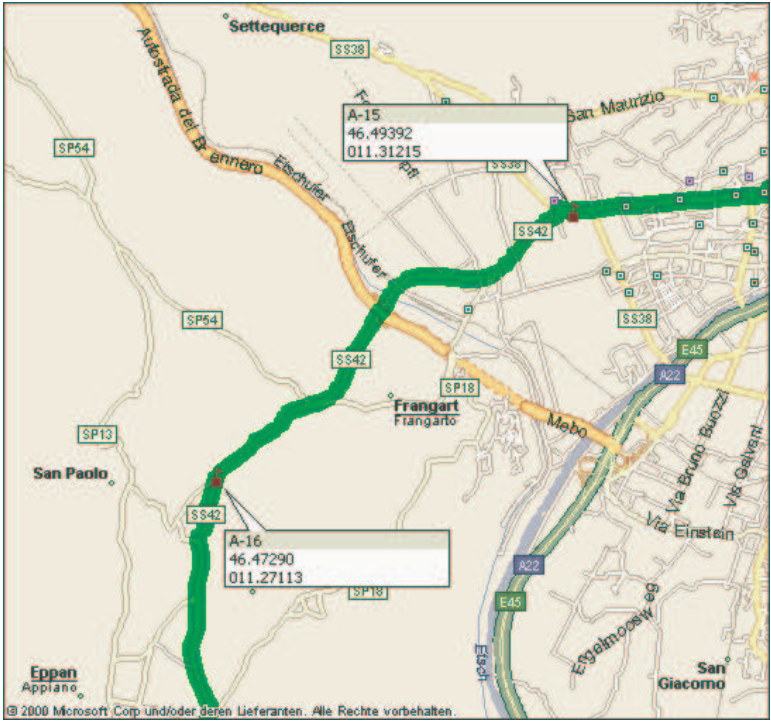 Settequerce
SS38
Autostrada del Brennero
A-15
46.49392
011.31215
San Maurizio
SS38
SP54
Etschufer
Etschufer
SS42
SP54
SS38
E45
A22
SS42
SP18
Frangart
Frangarto
Mebo
SP13
San Paolo
Via Bruno Buozzi
Via Galvani
Via Einstein
SS42
A-16
46.47290
011.27113
SP18
A22
E45
Etsch
Eppan
Appiano
San
Giacomo
© 2000 Microsoft Corp und/oder deren Lieferanten. Alle Rechte vorbehalten.